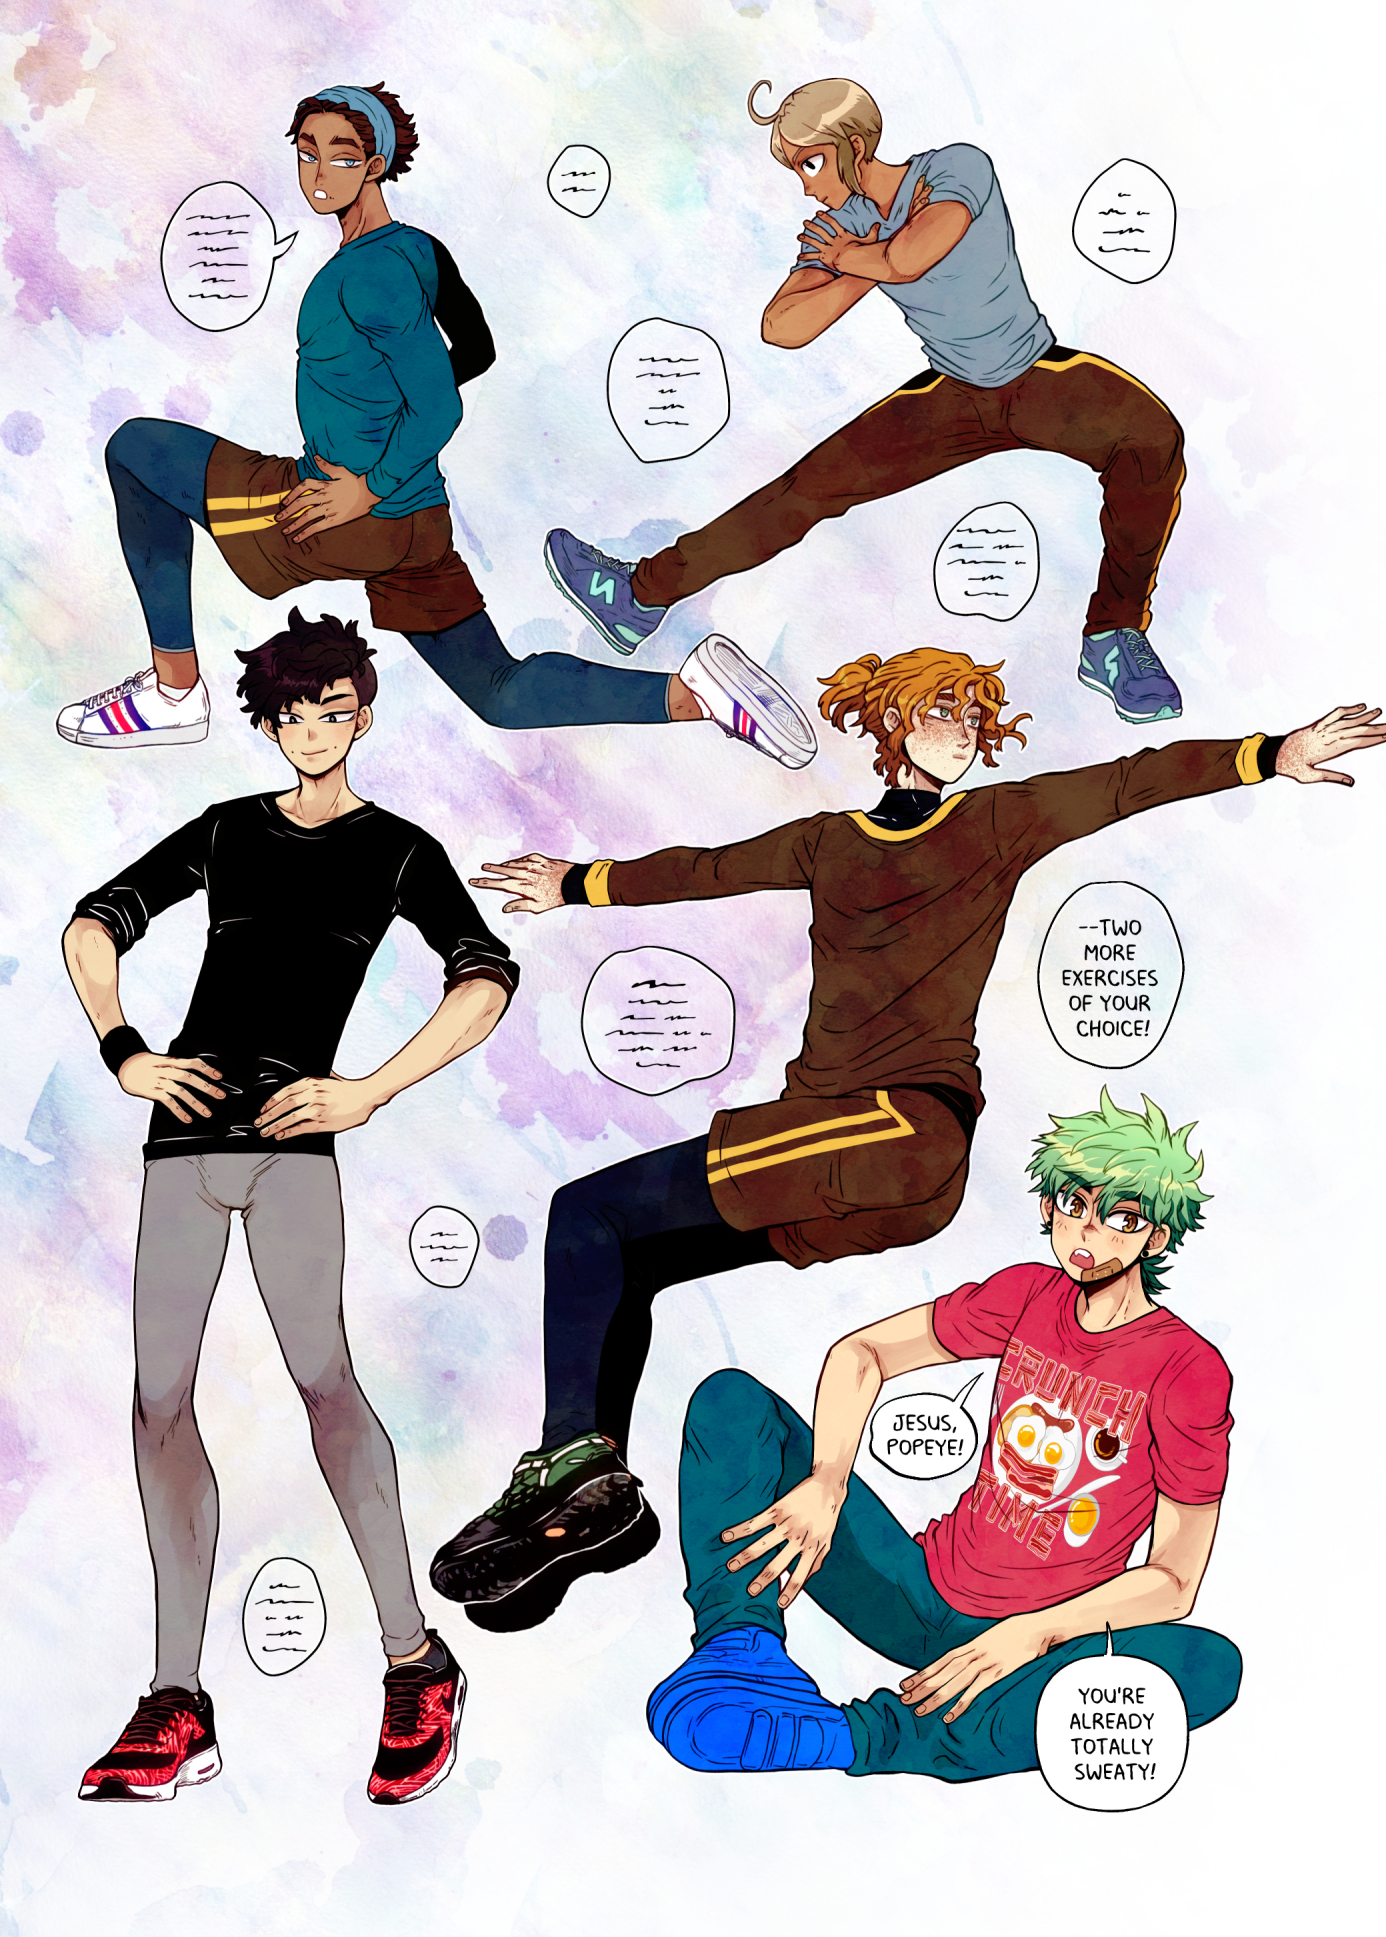 --TWO
MORE
EXERCISES
OF YOUR
CHOICE!
JESUS,
POPEYE!
CRUNCH
TIME
YOU'RE
ALREADY
TOTALLY
SWEATY!